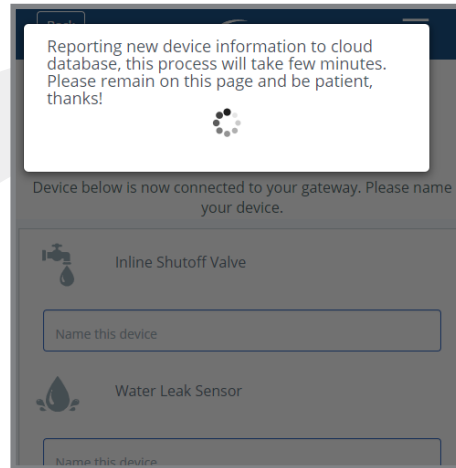 Back
Reporting new device information to cloud
database, this process will take few minutes.
Please remain on this page and be patient,
thanks!
Device below is now connected to your gateway. Please name
your device.
Inline Shutoff Valve
Name this device
Water Leak Sensor
Name this device